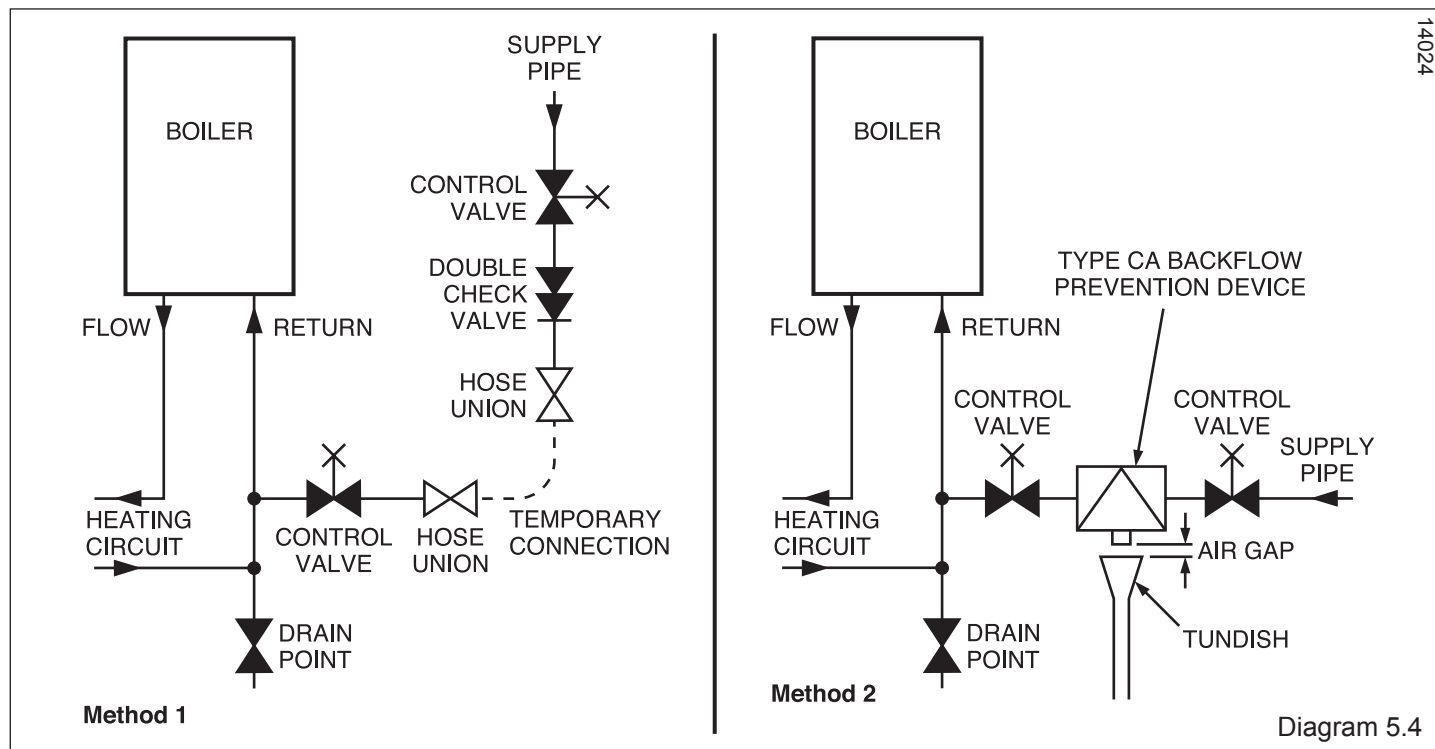 BOILER
SUPPLY
PIPE
CONTROL
VALVE
DOUBLE
CHECK
VALVE
FLOW
RETURN
HOSE
UNION
HEATING
CIRCUIT
CONTROL
VALVE
HOSE
UNION
TEMPORARY
CONNECTION
DRAIN
POINT
Method 1
14024
BOILER
TYPE CA BACKFLOW
PREVENTION DEVICE
FLOW
RETURN
CONTROL
VALVE
CONTROL
VALVE
SUPPLY
PIPE
HEATING
CIRCUIT
AIR GAP
TUNDISH
DRAIN
POINT
Method 2
Diagram 5.4